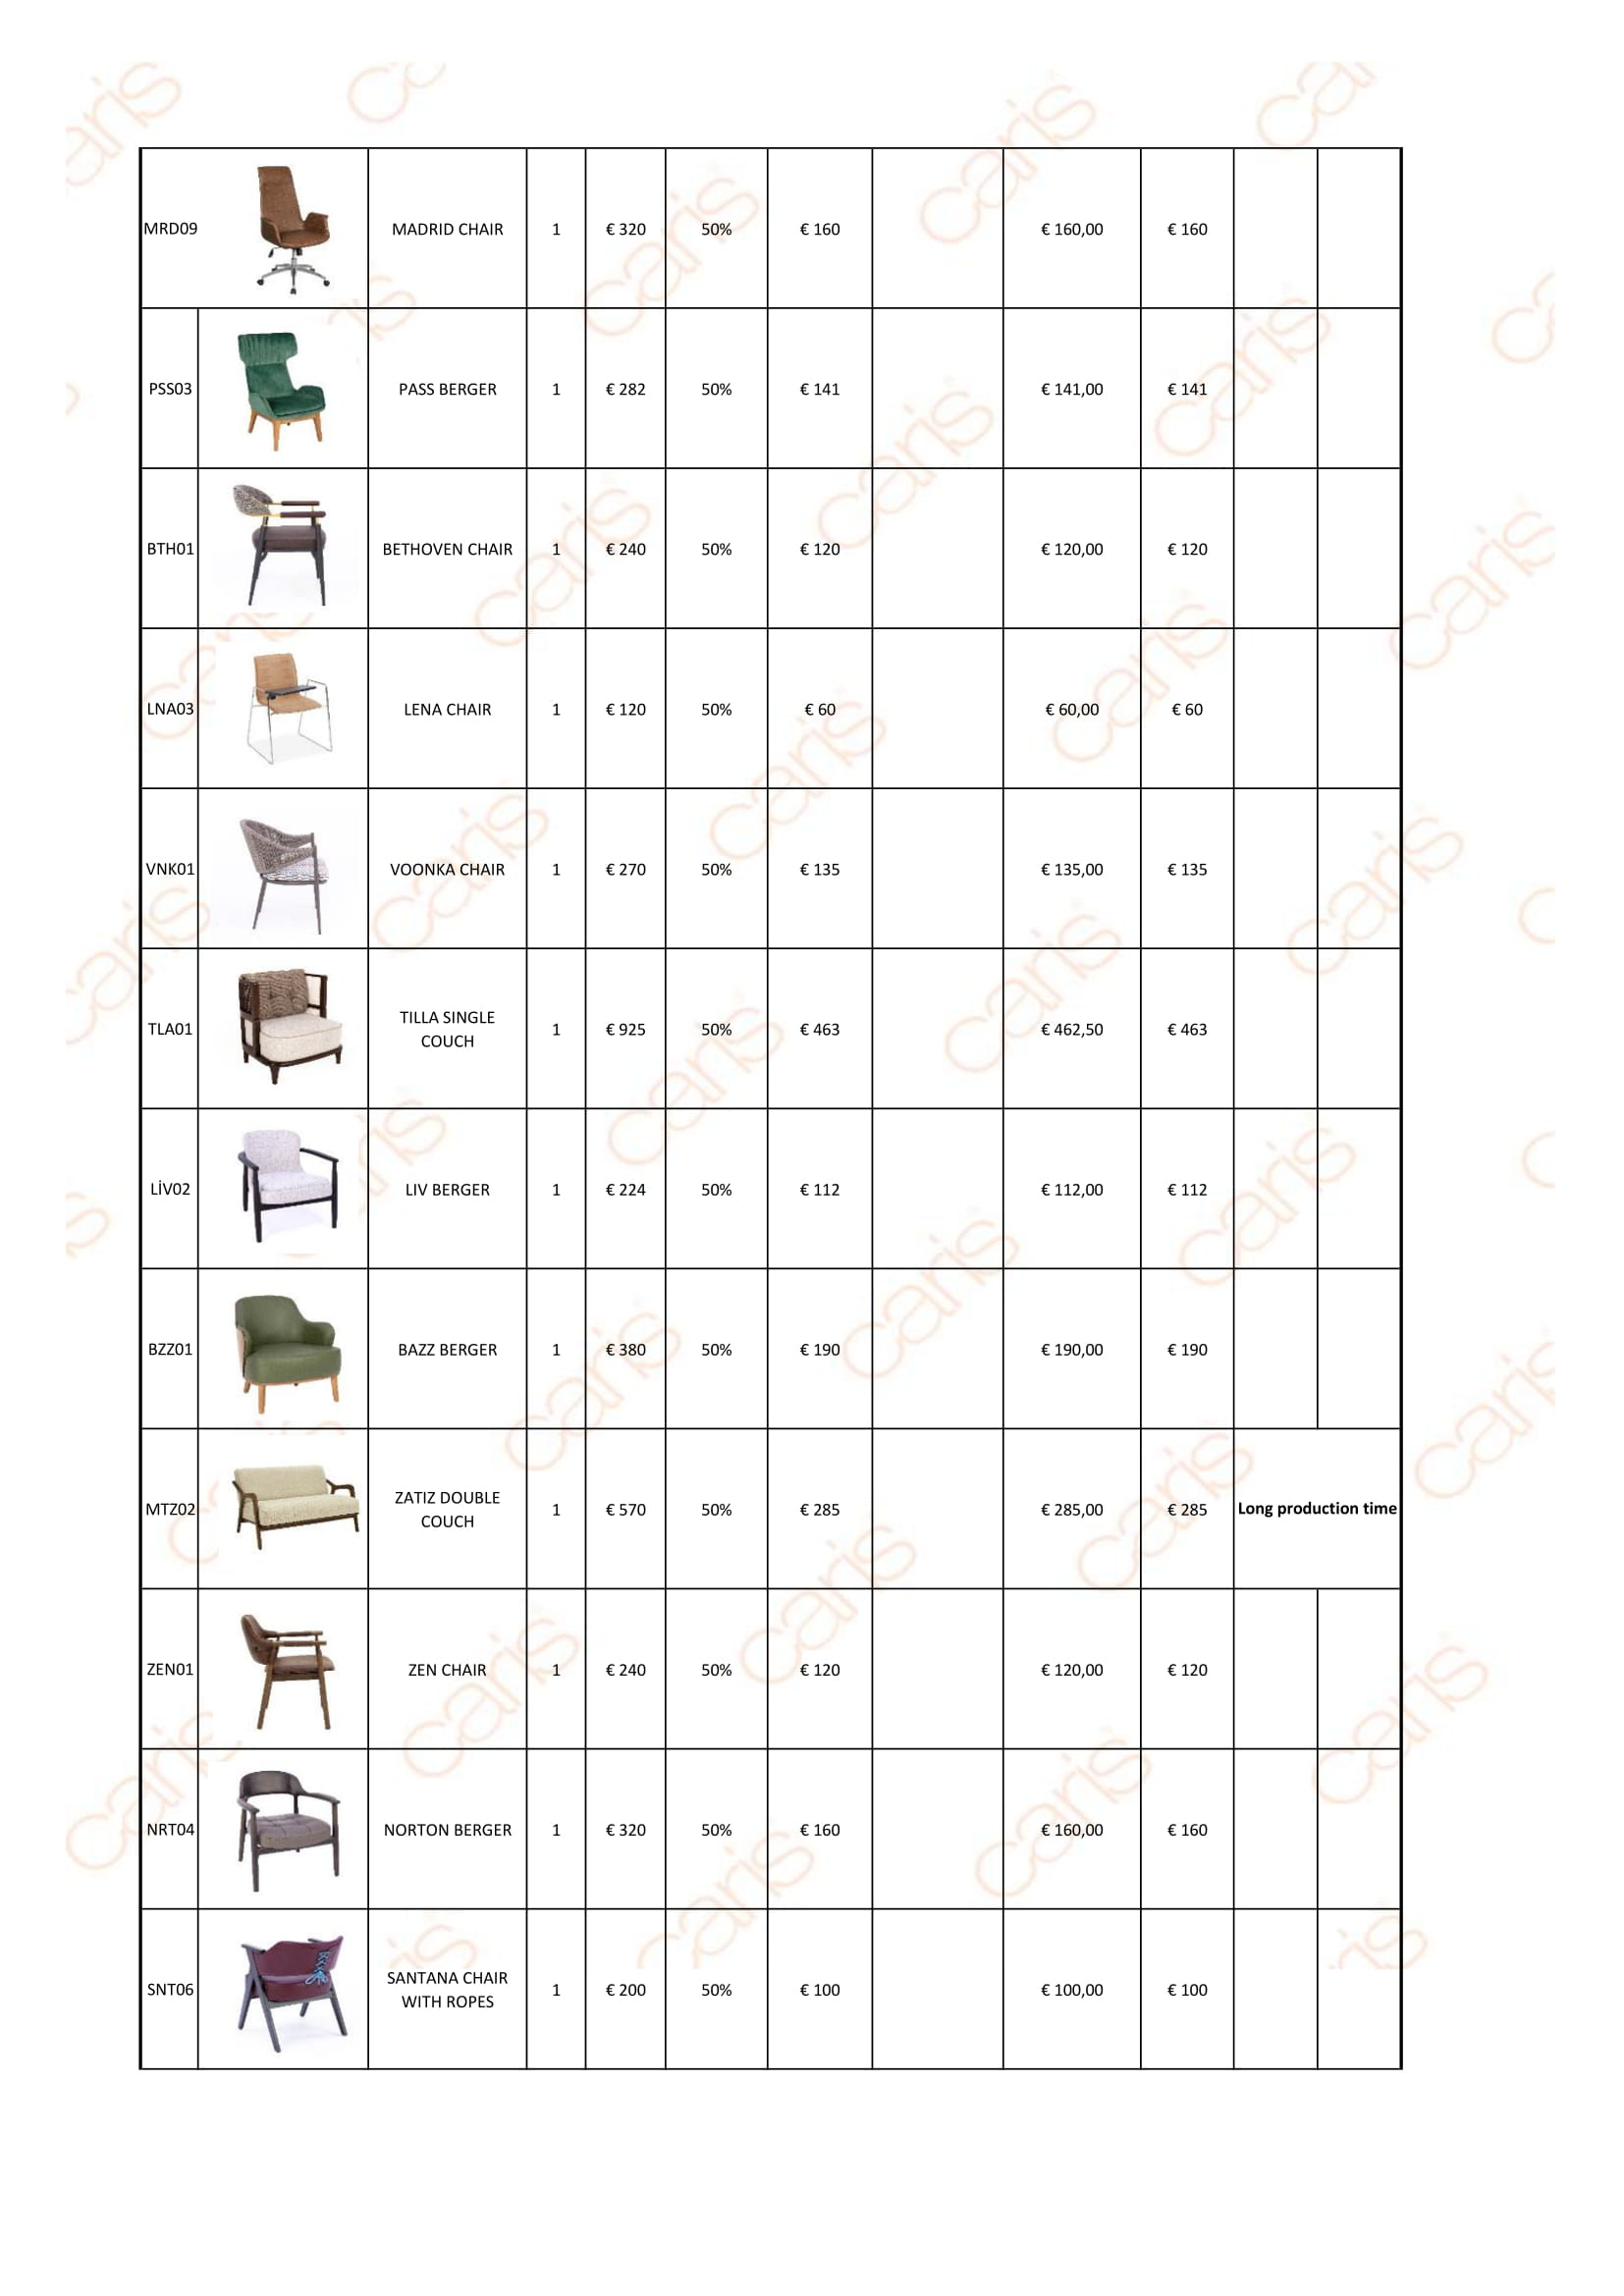 MRD09 MADRID CHAIR 1 € 320 50% € 160 € 160,00 € 160
PSS03 PASS BERGER 1 € 282 50% € 141 € 141,00 € 141
BTH01 BETHOVEN CHAIR 1 € 240 50% € 120 € 120,00 € 120
LNA03 LENA CHAIR 1 € 120 50% € 60 € 60,00 € 60
VNK01 VOONKA CHAIR 1 € 270 50% € 135 € 135,00 € 135
TLA01 TILLA SINGLE
COUCH 1 € 925 50% € 463 € 462,50 € 463
LİV02 LIV BERGER 1 € 224 50% € 112 € 112,00 € 112
BZZ01 BAZZ BERGER 1 € 380 50% € 190 € 190,00 € 190
MTZ02 ZATIZ DOUBLE
COUCH 1 € 570 50% € 285 € 285,00 € 285 Long production time
ZEN01 ZEN CHAIR 1 € 240 50% € 120 € 120,00 € 120
NRT04 NORTON BERGER 1 € 320 50% € 160 € 160,00 € 160
SNT06 SANTANA CHAIR
WITH ROPES 1 € 200 50% € 100 € 100,00 € 100
caris